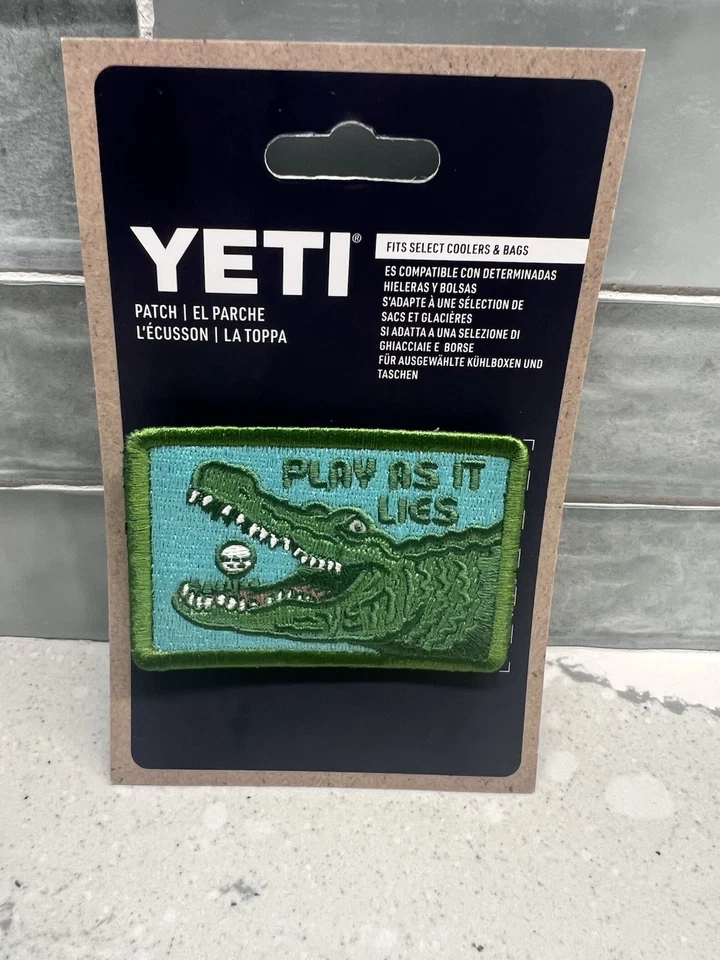 YETI®
PATCH | EL PARCHE
L'ÉCUSSON | LA TOPPA
FITS SELECT COOLERS & BAGS
ES COMPATIBLE CON DETERMINADAS
HIELERAS Y BOLSAS
S'ADAPTE À UNE SÉLECTION DE
SACS ET GLACIÈRES
SI ADATTA A UNA SELEZIONE DI
GHIACCIAIE E BORSE
FÜR AUSGEWÄHLTE KÜHLBOXEN UND
TASCHEN
PLAY AS IT
LIES